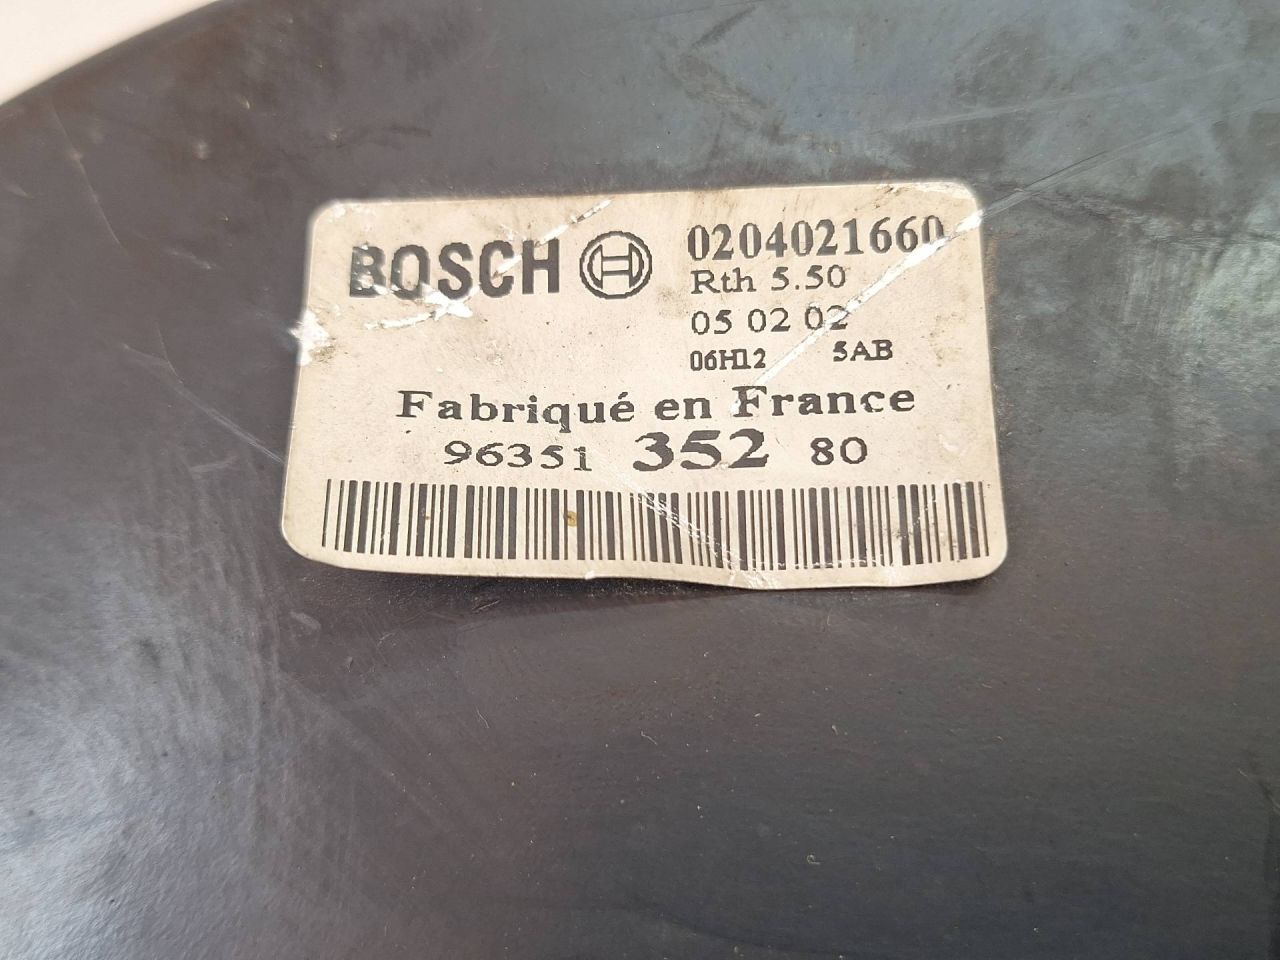 BOSCH 0204021660
Rth 5.50
05 02 02
06H12 5AB
Fabriqué en France
96351 352 80